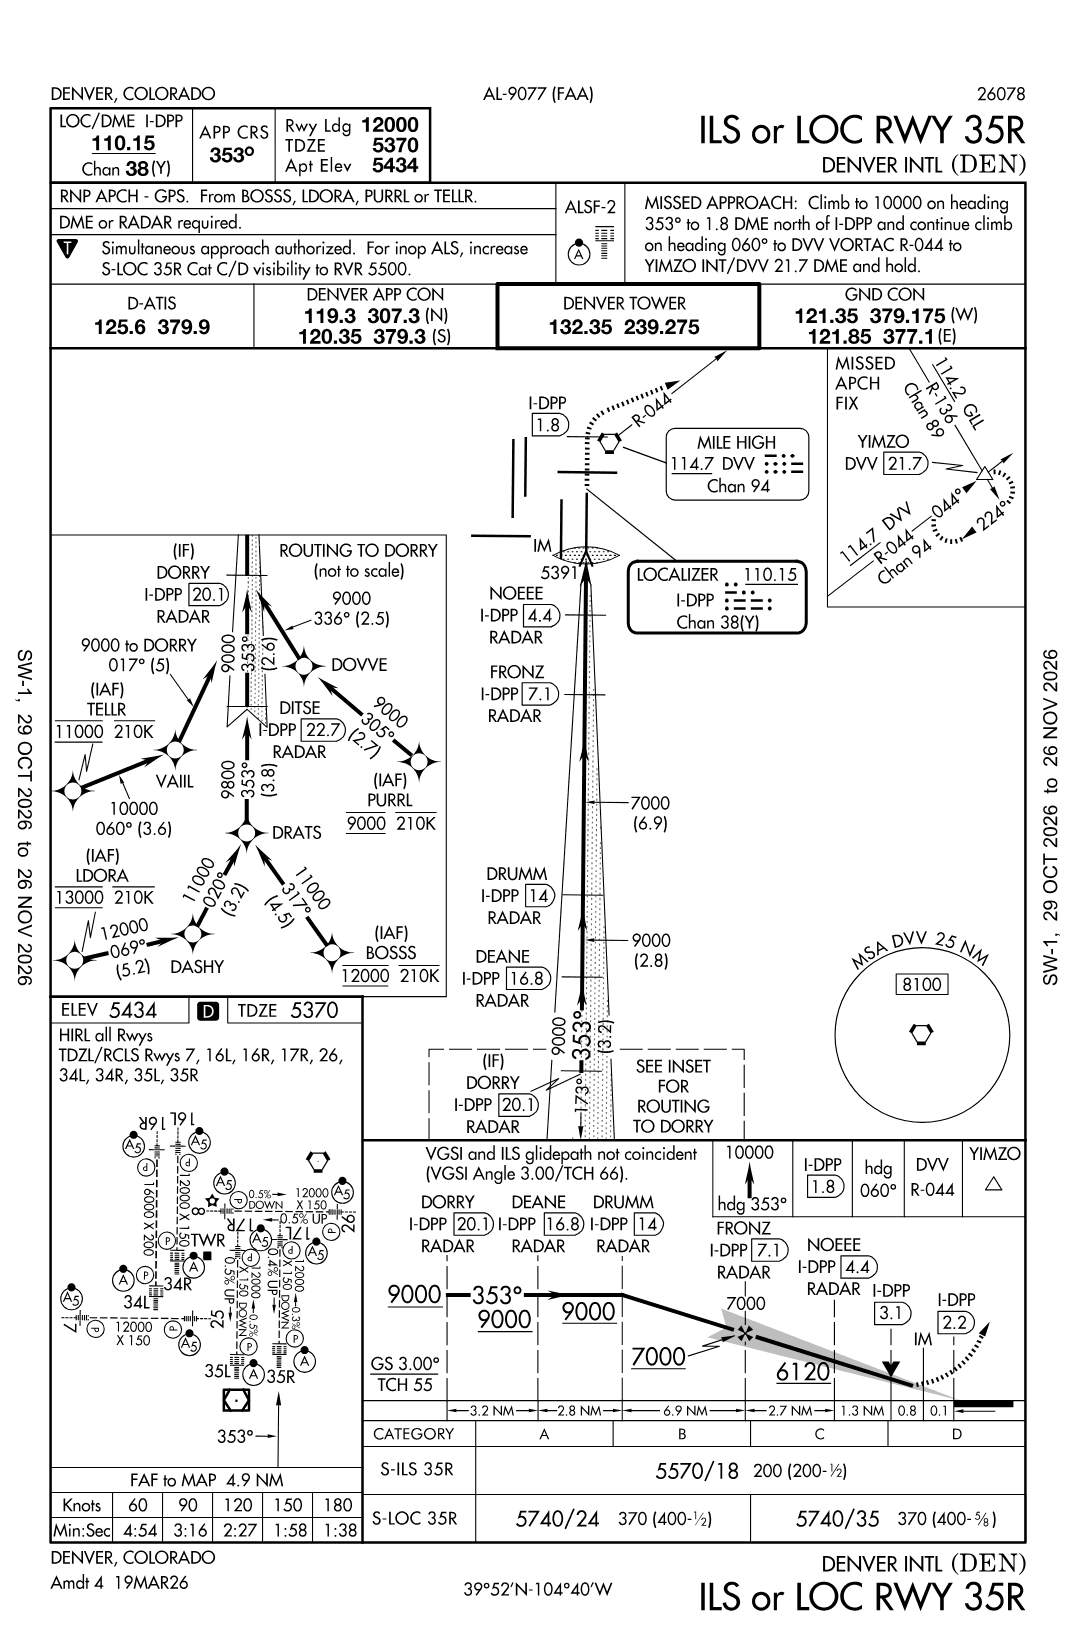 DENVER, COLORADO
AL-9077 (FAA)
26078
LOC/DME I-DPP
110.15
Chan 38(Y)
APP CRS
353°
Rwy Ldg 12000
TDZE 5370
Apt Elev 5434
ILS or LOC RWY 35R
DENVER INTL (DEN)
RNP APCH - GPS. From BOSSS, LDORA, PURRL or TELLR.
DME or RADAR required.
T
Simultaneous approach authorized. For inop ALS, increase
S-LOC 35R Cat C/D visibility to RVR 5500.
ALSF-2
A
MISSED APPROACH: Climb to 10000 on heading
353° to 1.8 DME north of I-DPP and continue climb
on heading 060° to DVV VORTAC R-044 to
YIMZO INT/DVV 21.7 DME and hold.
D-ATIS
125.6 379.9
DENVER APP CON
119.3 307.3 (N)
120.35 379.3 (S)
DENVER TOWER
132.35 239.275
GND CON
121.35 379.175 (W)
121.85 377.1 (E)
MISSED
APCH
FIX
114.2 GLL
R-136
Chan 89
YIMZO
DVV 21.7
114.7 DVV
R-044
Chan 94
044°
224°
I-DPP
1.8
R-044
MILE HIGH
114.7 DVV
Chan 94
LOCALIZER 110.15
I-DPP
Chan 38(Y)
IM
5391
NOEEE
I-DPP 4.4
RADAR
FRONZ
I-DPP 7.1
RADAR
7000
(6.9)
DRUMM
I-DPP 14
RADAR
9000
(2.8)
DEANE
I-DPP 16.8
RADAR
9000
353°
(3.2)
173°
(IF)
DORRY
I-DPP 20.1
RADAR
SEE INSET
FOR
ROUTING
TO DORRY
MSA DVV 25 NM
8100
(IF)
DORRY
I-DPP 20.1
RADAR
ROUTING TO DORRY
(not to scale)
9000
336° (2.5)
9000
353°
(2.6)
9000 to DORRY
017° (5)
DOVVE
(IAF)
TELLR
11000 210K
DITSE
I-DPP 22.7
RADAR
9000
305°
(2.7)
VAIIL
10000
060° (3.6)
9800
353°
(3.8)
(IAF)
PURRL
9000 210K
DRATS
(IAF)
LDORA
13000 210K
11000
020°
(3.2)
11000
317°
(4.5)
12000
069°
(5.2)
DASHY
(IAF)
BOSSS
12000 210K
SW-1, 29 OCT 2026 to 26 NOV 2026
SW-1, 29 OCT 2026 to 26 NOV 2026
ELEV 5434
D
TDZE 5370
HIRL all Rwys
TDZL/RCLS Rwys 7, 16L, 16R, 17R, 26,
34L, 34R, 35L, 35R
16R
16L
A5
A5
P
P
16000 X 200
12000 X 150
A5
8
0.5%
DOWN
12000
X 150
A5
P
0.5% UP
26
P
17R
17L
A5
A5
TWR
A
34R
A
34L
P
P
A5
7
P
12000
X 150
P
A5
25
0.5% UP
12000
X 150 DOWN
0.5%
0.4% UP
12000
X 150 DOWN
0.3%
P
P
35L
A
35R
A
353°
FAF to MAP 4.9 NM
Knots 60 90 120 150 180
Min:Sec 4:54 3:16 2:27 1:58 1:38
VGSI and ILS glidepath not coincident
(VGSI Angle 3.00/TCH 66).
10000
hdg 353°
I-DPP
1.8
hdg
060°
DVV
R-044
YIMZO
DORRY
I-DPP 20.1
RADAR
DEANE
I-DPP 16.8
RADAR
DRUMM
I-DPP 14
RADAR
FRONZ
I-DPP 7.1
RADAR
NOEEE
I-DPP 4.4
RADAR
I-DPP
3.1
I-DPP
2.2
IM
9000
353°
9000
9000
7000
7000
6120
GS 3.00°
TCH 55
3.2 NM 2.8 NM 6.9 NM 2.7 NM 1.3 NM 0.8 0.1
CATEGORY A B C D
S-ILS 35R 5570/18 200 (200-½)
S-LOC 35R 5740/24 370 (400-½) 5740/35 370 (400-⅝)
DENVER, COLORADO
Amdt 4 19MAR26
39°52'N-104°40'W
DENVER INTL (DEN)
ILS or LOC RWY 35R